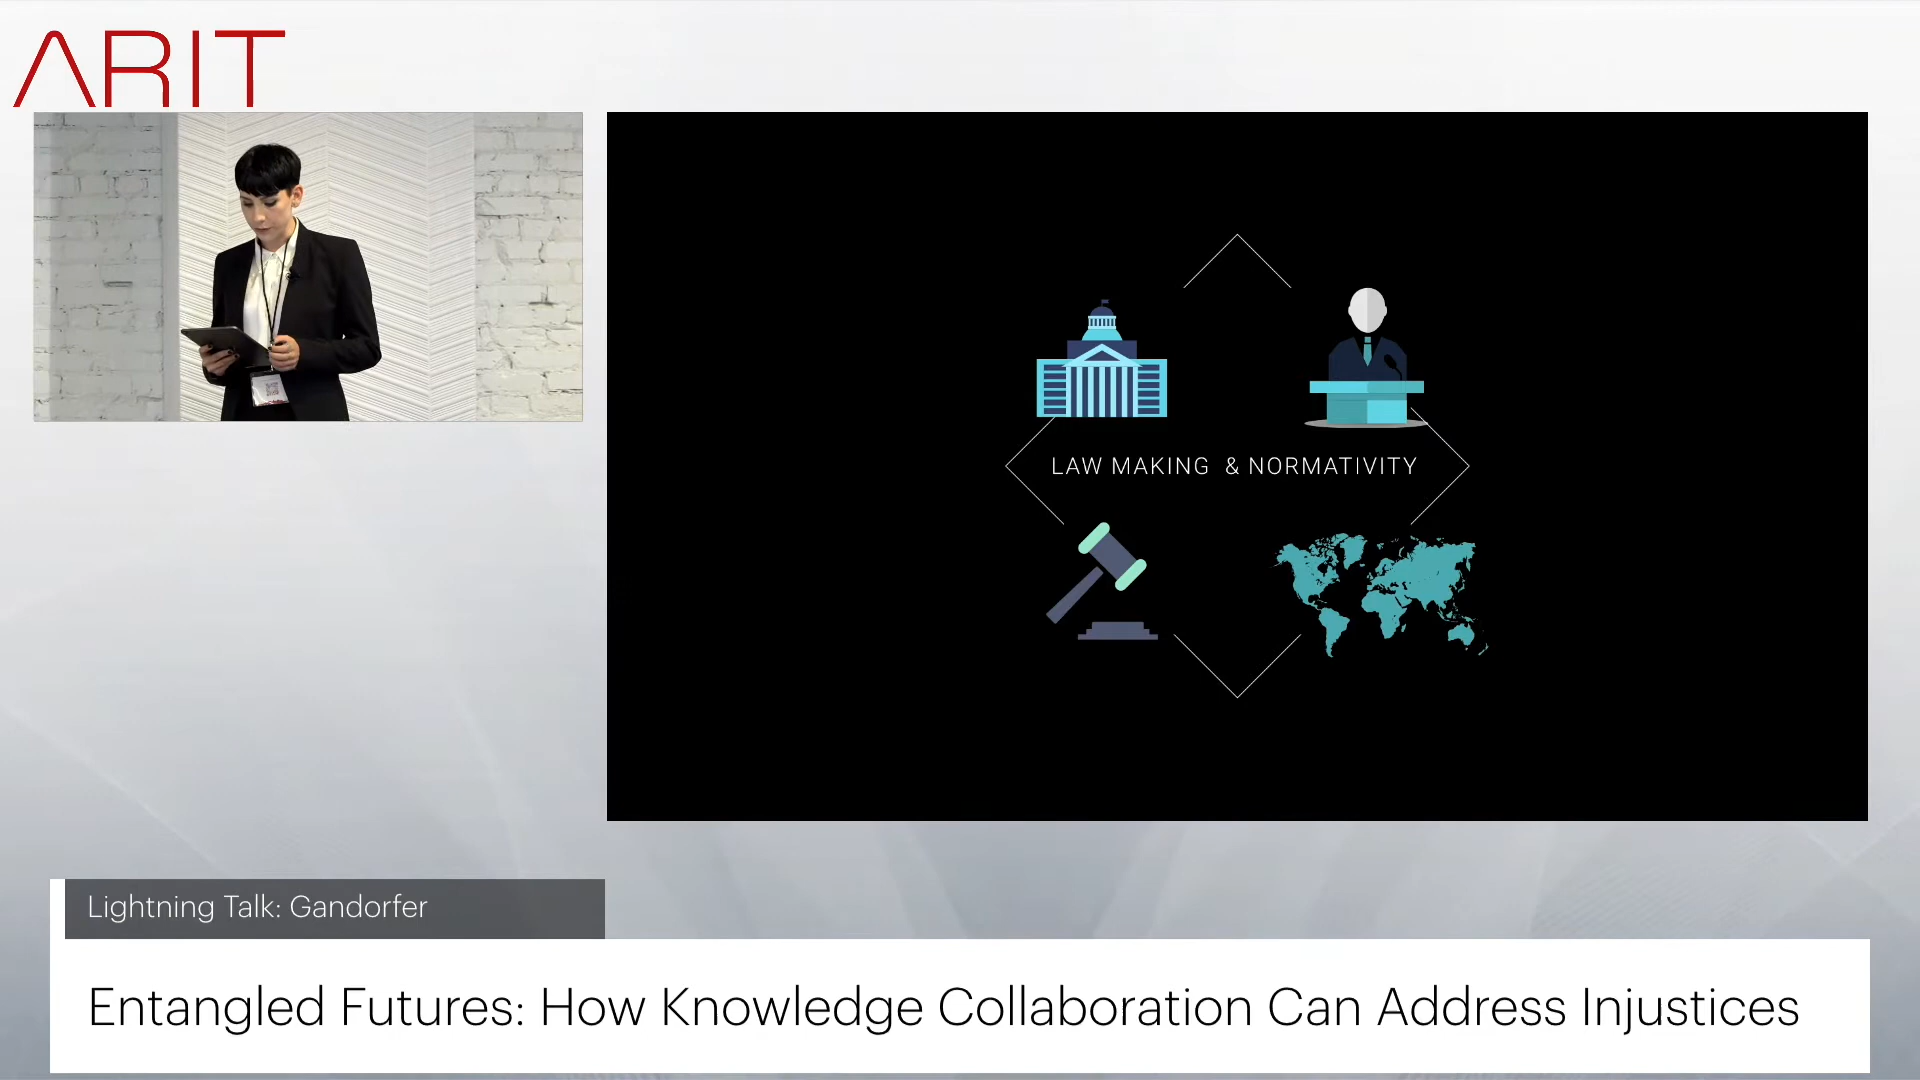 ARIT
LAW MAKING & NORMATIVITY
Lightning Talk: Gandorfer
Entangled Futures: How Knowledge Collaboration Can Address Injustices